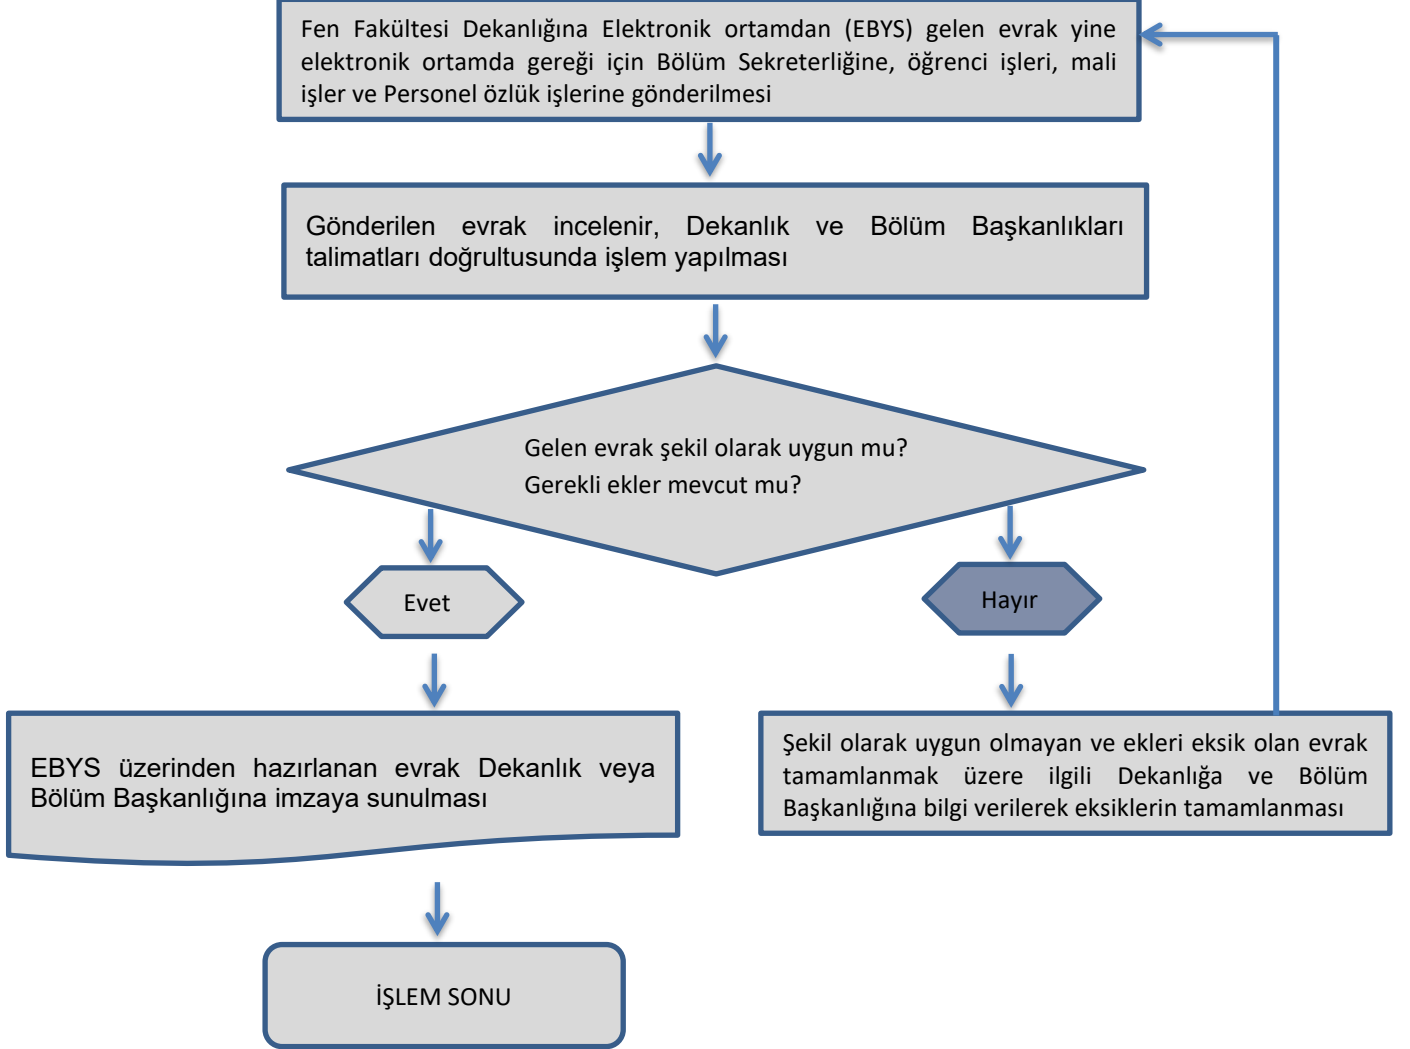 Fen Fakültesi Dekanlığına Elektronik ortamdan (EBYS) gelen evrak yine
elektronik ortamda gereği için Bölüm Sekreterliğine, öğrenci işleri, mali
işler ve Personel özlük işlerine gönderilmesi
Gönderilen evrak incelenir, Dekanlık ve Bölüm Başkanlıkları
talimatları doğrultusunda işlem yapılması
Gelen evrak şekil olarak uygun mu?
Gerekli ekler mevcut mu?
Evet
Hayır
EBYS üzerinden hazırlanan evrak Dekanlık veya
Bölüm Başkanlığına imzaya sunulması
Şekil olarak uygun olmayan ve ekleri eksik olan evrak
tamamlanmak üzere ilgili Dekanlığa ve Bölüm
Başkanlığına bilgi verilerek eksiklerin tamamlanması
İŞLEM SONU